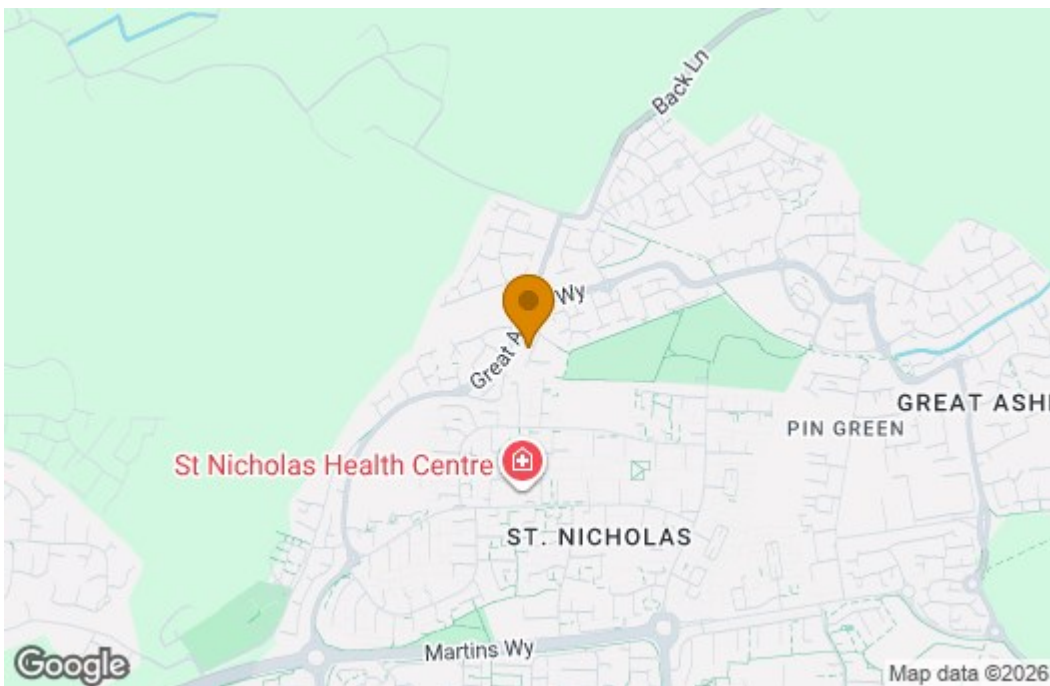 Back Ln
Wy
Great A
GREAT ASH
PIN GREEN
St Nicholas Health Centre
ST. NICHOLAS
Martins Wy
Google
Map data ©2026